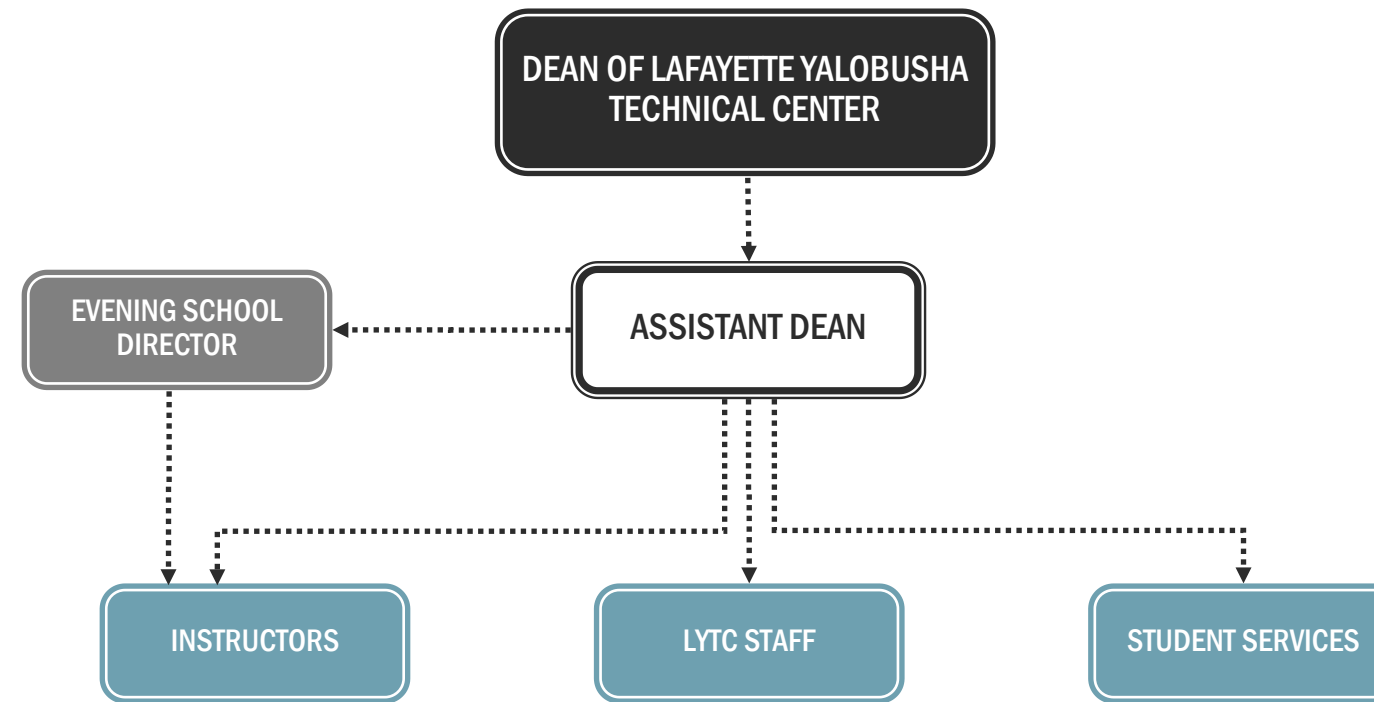 DEAN OF LAFAYETTE YALOBUSHA
TECHNICAL CENTER
EVENING SCHOOL
DIRECTOR
ASSISTANT DEAN
INSTRUCTORS
LYTC STAFF
STUDENT SERVICES